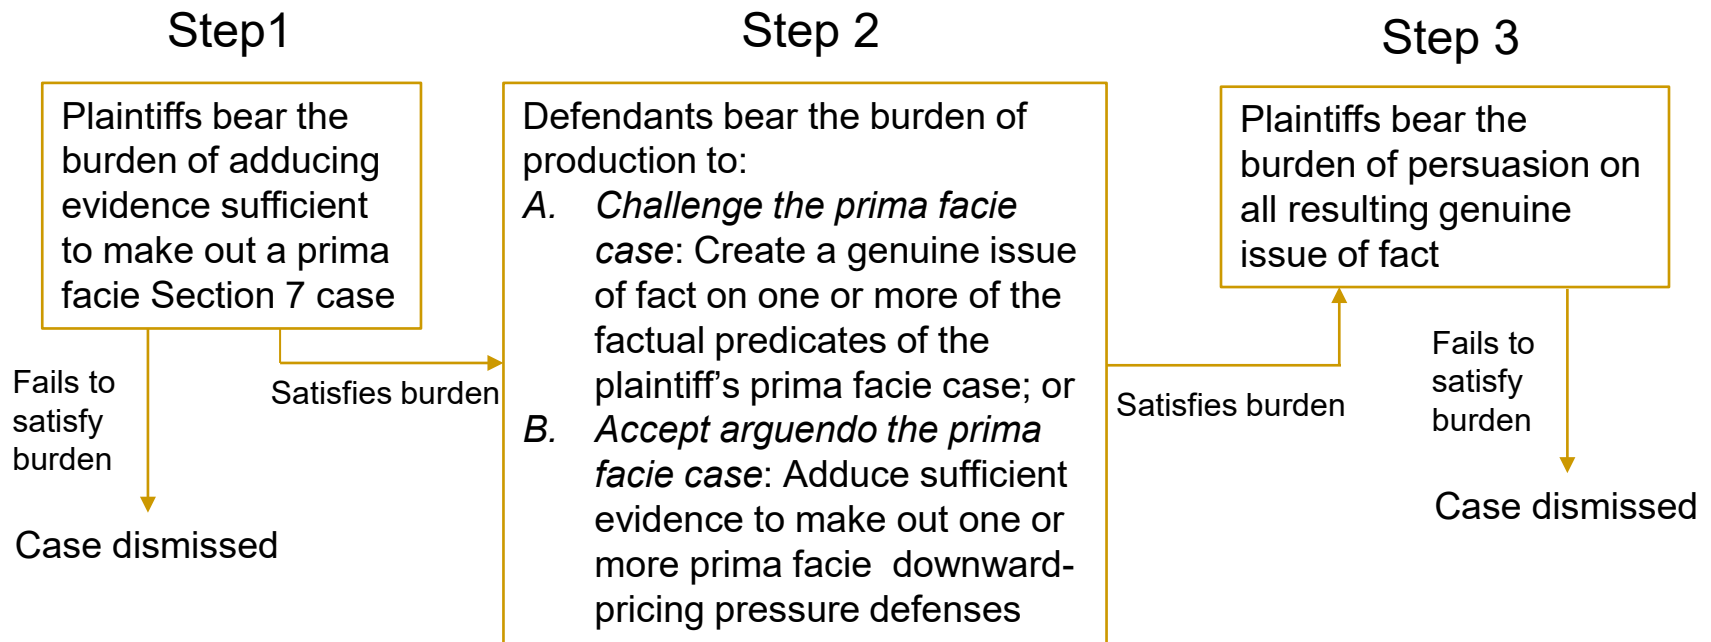 Step1
Plaintiffs bear the
burden of adducing
evidence sufficient
to make out a prima
facie Section 7 case
Fails to
satisfy
burden
Case dismissed
Satisfies burden
Step 2
Defendants bear the burden of
production to:
A. Challenge the prima facie
case: Create a genuine issue
of fact on one or more of the
factual predicates of the
plaintiff’s prima facie case; or
B. Accept arguendo the prima
facie case: Adduce sufficient
evidence to make out one or
more prima facie downward-
pricing pressure defenses
Satisfies burden
Step 3
Plaintiffs bear the
burden of persuasion on
all resulting genuine
issue of fact
Fails to
satisfy
burden
Case dismissed